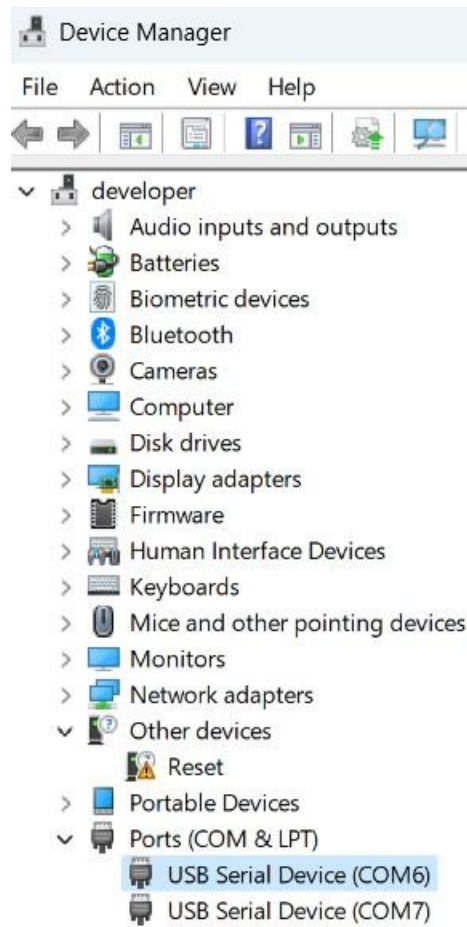 Device Manager
File Action View Help
developer
Audio inputs and outputs
Batteries
Biometric devices
Bluetooth
Cameras
Computer
Disk drives
Display adapters
Firmware
Human Interface Devices
Keyboards
Mice and other pointing devices
Monitors
Network adapters
Other devices
Reset
Portable Devices
Ports (COM & LPT)
USB Serial Device (COM6)
USB Serial Device (COM7)